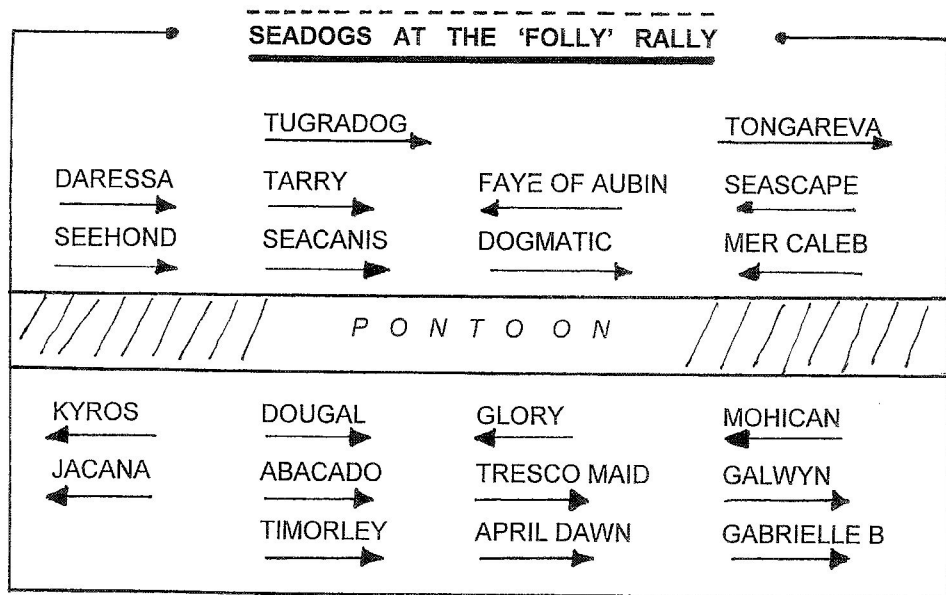 SEADOGS AT THE 'FOLLY' RALLY
TUGRADOG TONGAREVA
DARESSA TARRY FAYE OF AUBIN SEASCAPE
SEEHOND SEACANIS DOGMATIC MER CALEB
PONTOON
KYROS DOUGAL GLORY MOHICAN
JACANA ABACADO TRESCO MAID GALWYN
TIMORLEY APRIL DAWN GABRIELLE B